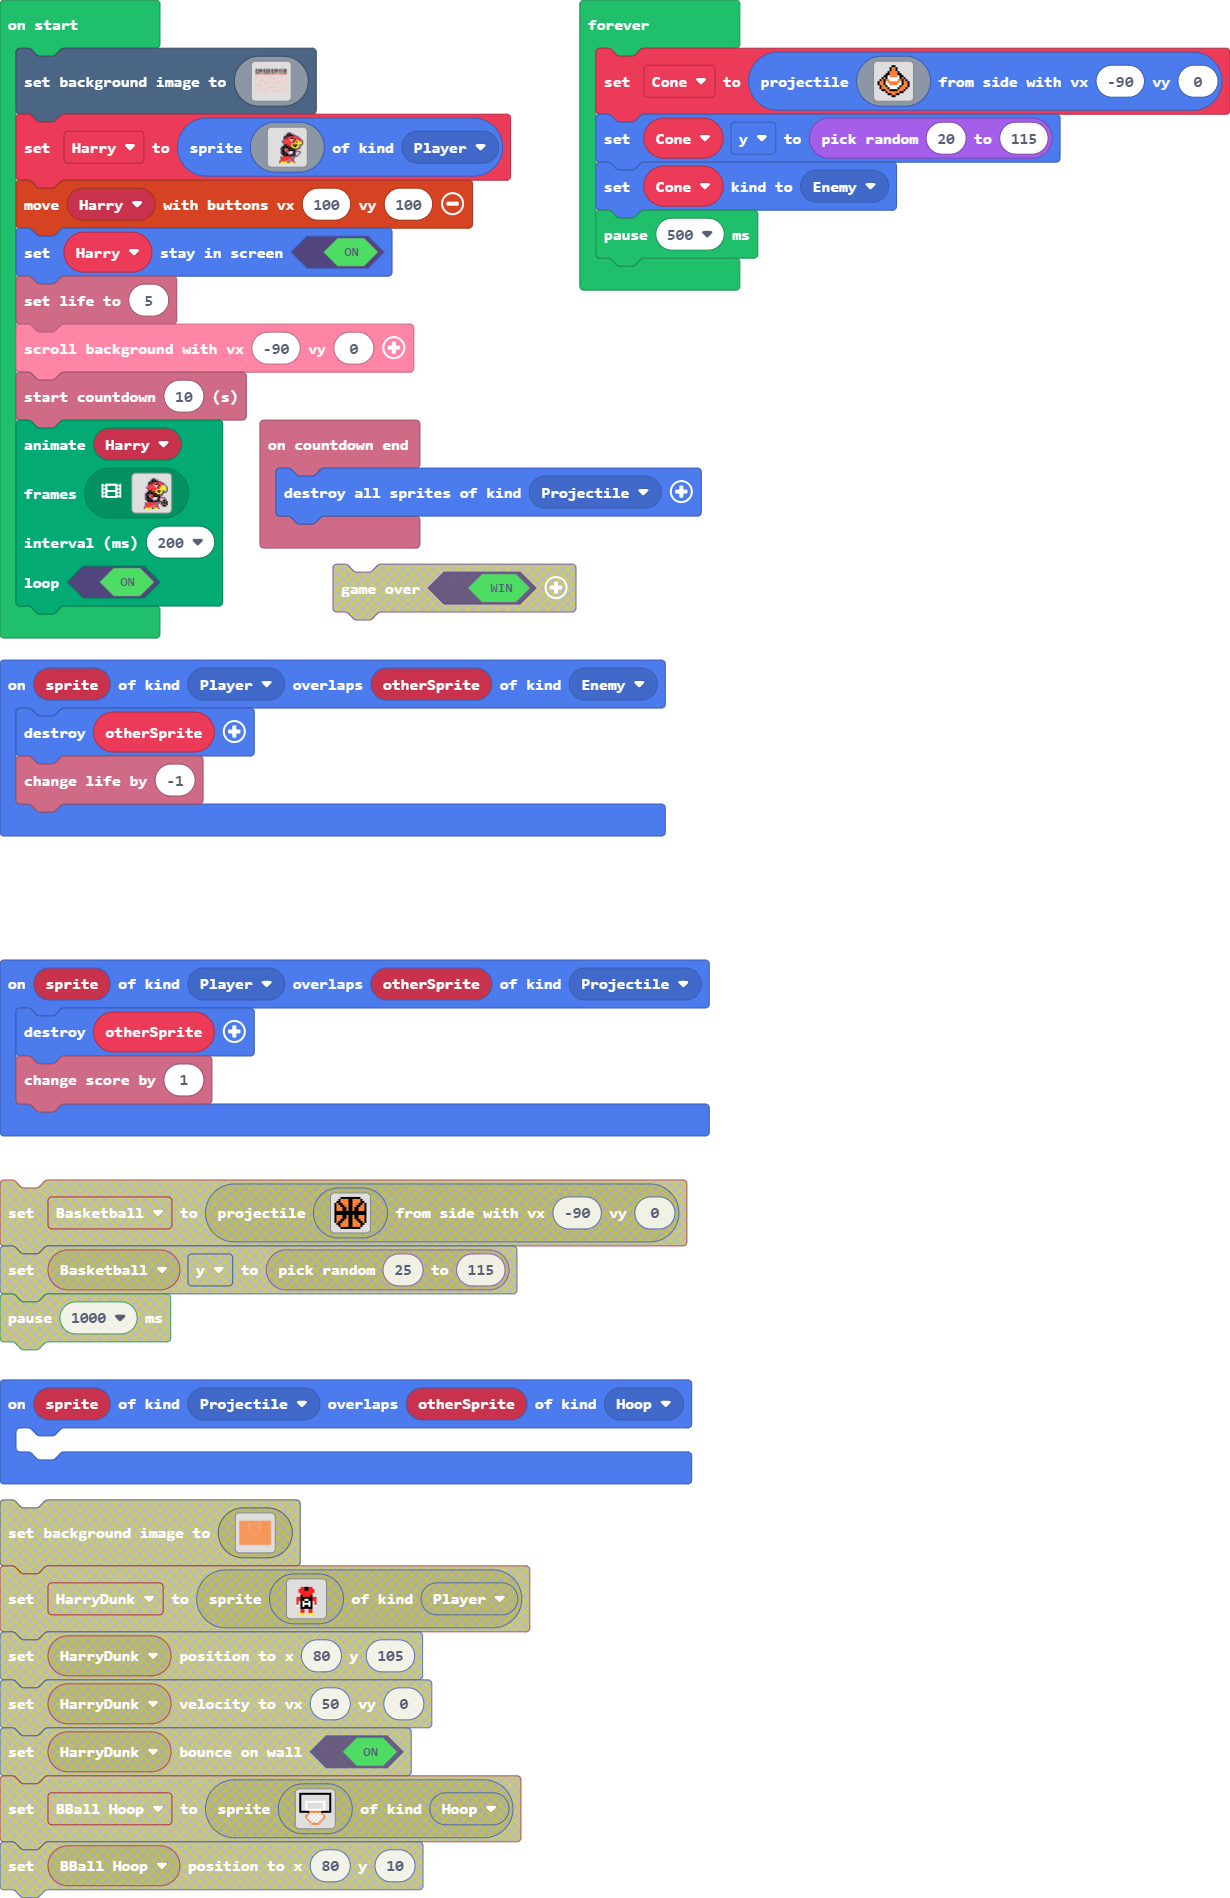 on start
set background image to
set Harry to sprite of kind Player
move Harry with buttons vx 100 vy 100
set Harry stay in screen ON
set life to 5
scroll background with vx -90 vy 0
start countdown 10 (s)
animate Harry
frames
interval (ms) 200
loop ON
forever
set Cone to projectile from side with vx -90 vy 0
set Cone y to pick random 20 to 115
set Cone kind to Enemy
pause 500 ms
on countdown end
destroy all sprites of kind Projectile
game over WIN
on sprite of kind Player overlaps otherSprite of kind Enemy
destroy otherSprite
change life by -1
on sprite of kind Player overlaps otherSprite of kind Projectile
destroy otherSprite
change score by 1
set Basketball to projectile from side with vx -90 vy 0
set Basketball y to pick random 25 to 115
pause 1000 ms
on sprite of kind Projectile overlaps otherSprite of kind Hoop
set background image to
set HarryDunk to sprite of kind Player
set HarryDunk position to x 80 y 105
set HarryDunk velocity to vx 50 vy 0
set HarryDunk bounce on wall ON
set BBall Hoop to sprite of kind Hoop
set BBall Hoop position to x 80 y 10